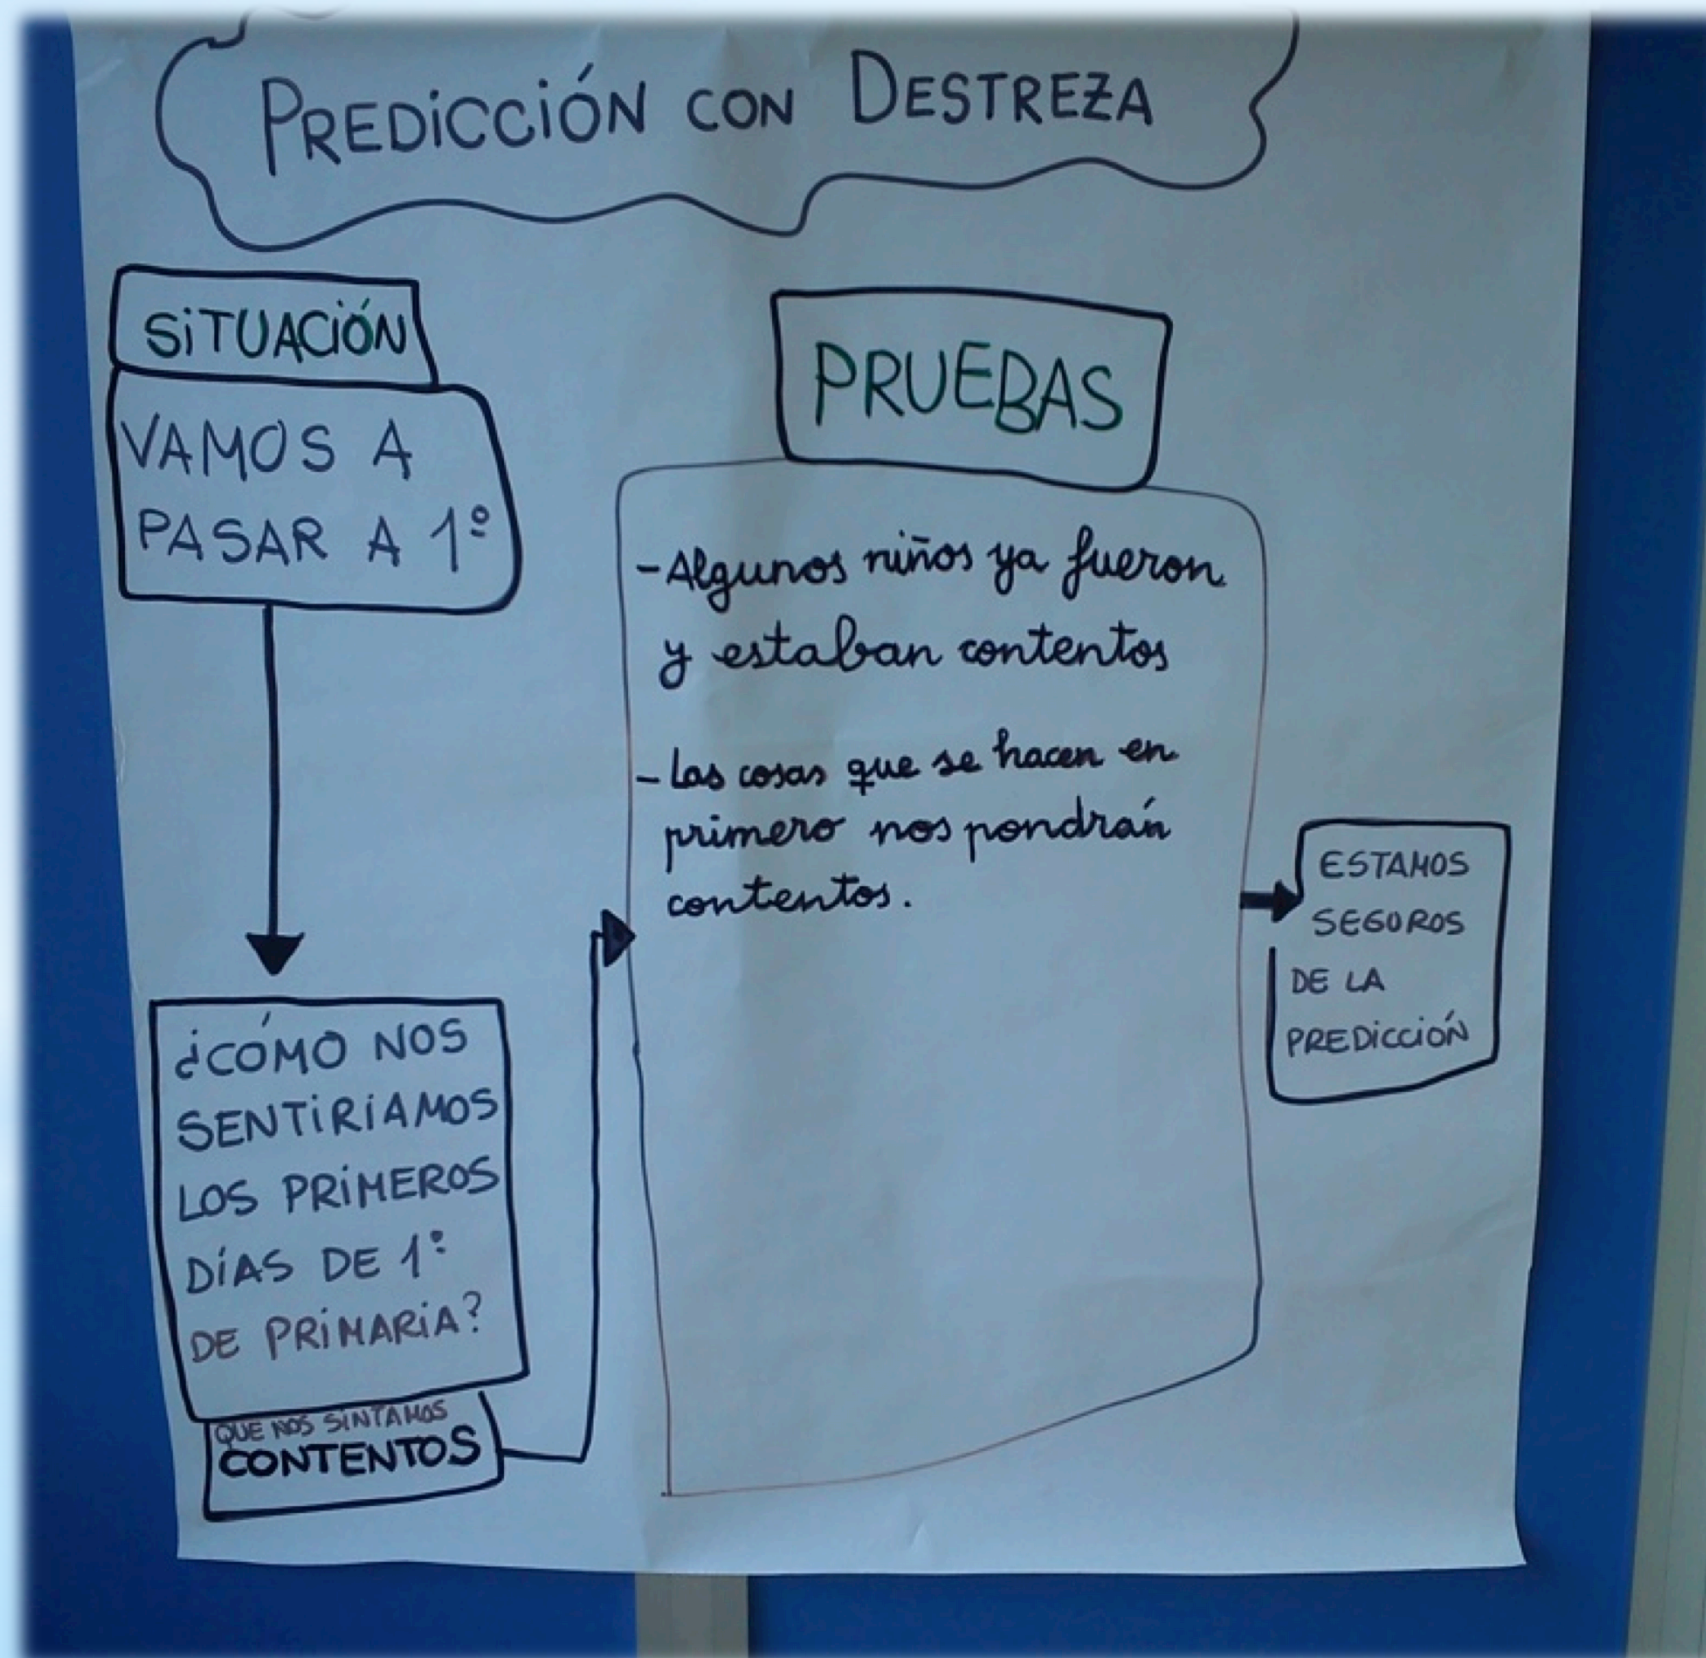 PREDICCIÓN CON DESTREZA
SITUACIÓN
VAMOS A
PASAR A 1º
¿CÓMO NOS
SENTIRIAMOS
LOS PRIMEROS
DÍAS DE 1º
DE PRIMARIA?
QUE NOS SINTAMOS
CONTENTOS
PRUEBAS
- Algunos niños ya fueron
y estaban contentos
- Las cosas que se hacen en
primero nos pondrán
contentos.
ESTAMOS
SEGUROS
DE LA
PREDICCIÓN